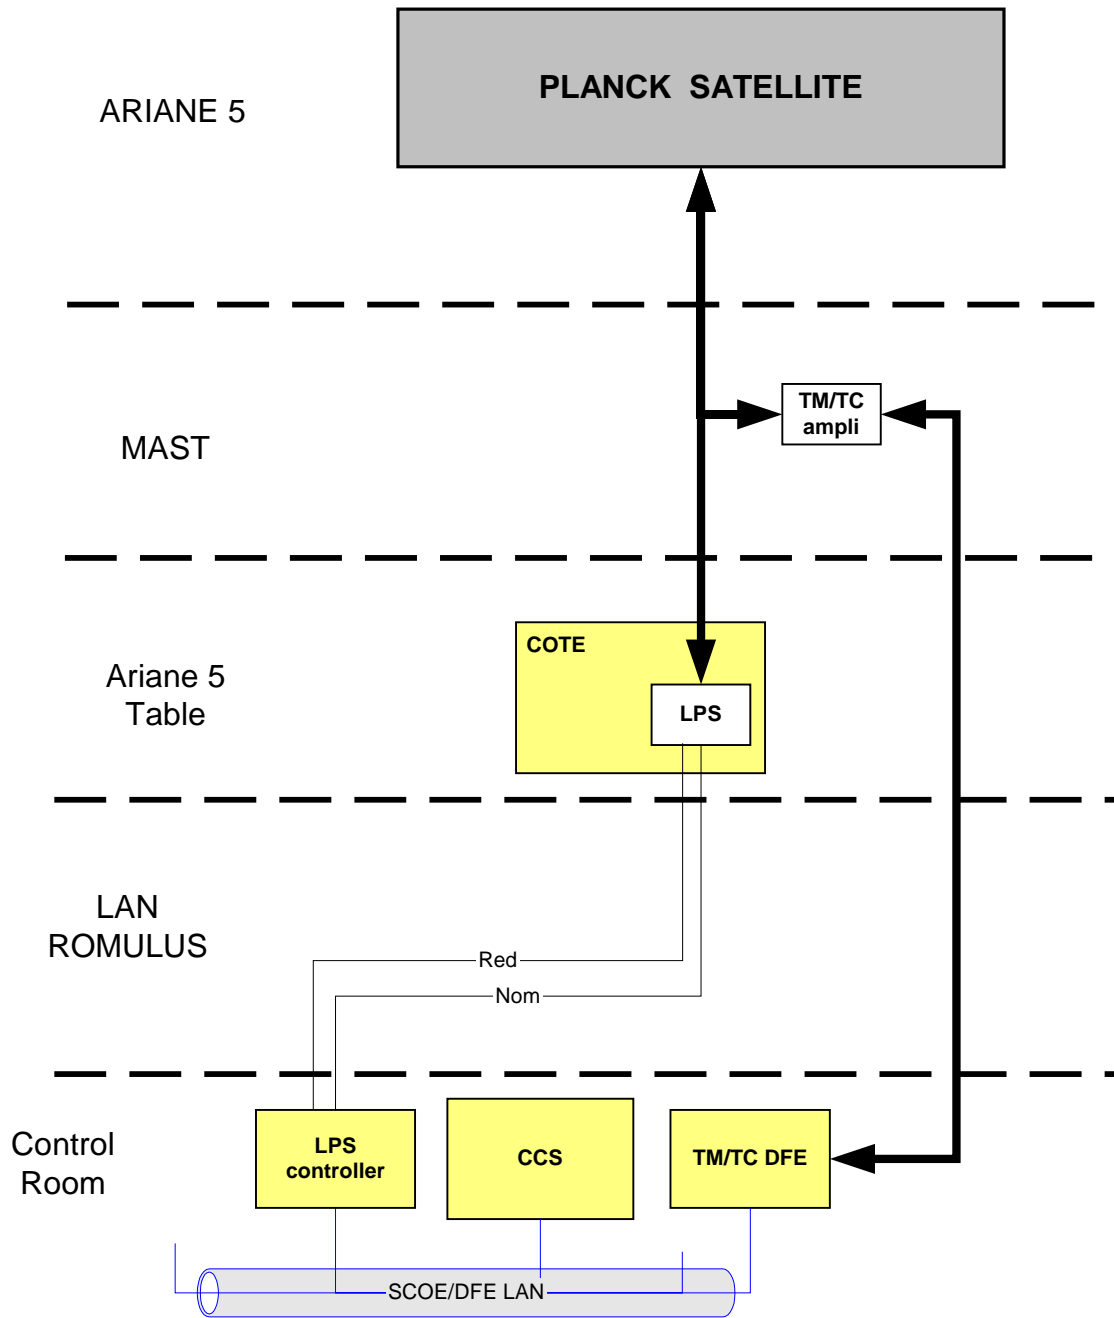 PLANCK SATELLITE
ARIANE 5
TM/TC
ampli
MAST
COTE
Ariane 5
Table
LPS
LAN
ROMULUS
Red
Nom
Control
Room
LPS
controller
CCS
TM/TC DFE
SCOE/DFE LAN